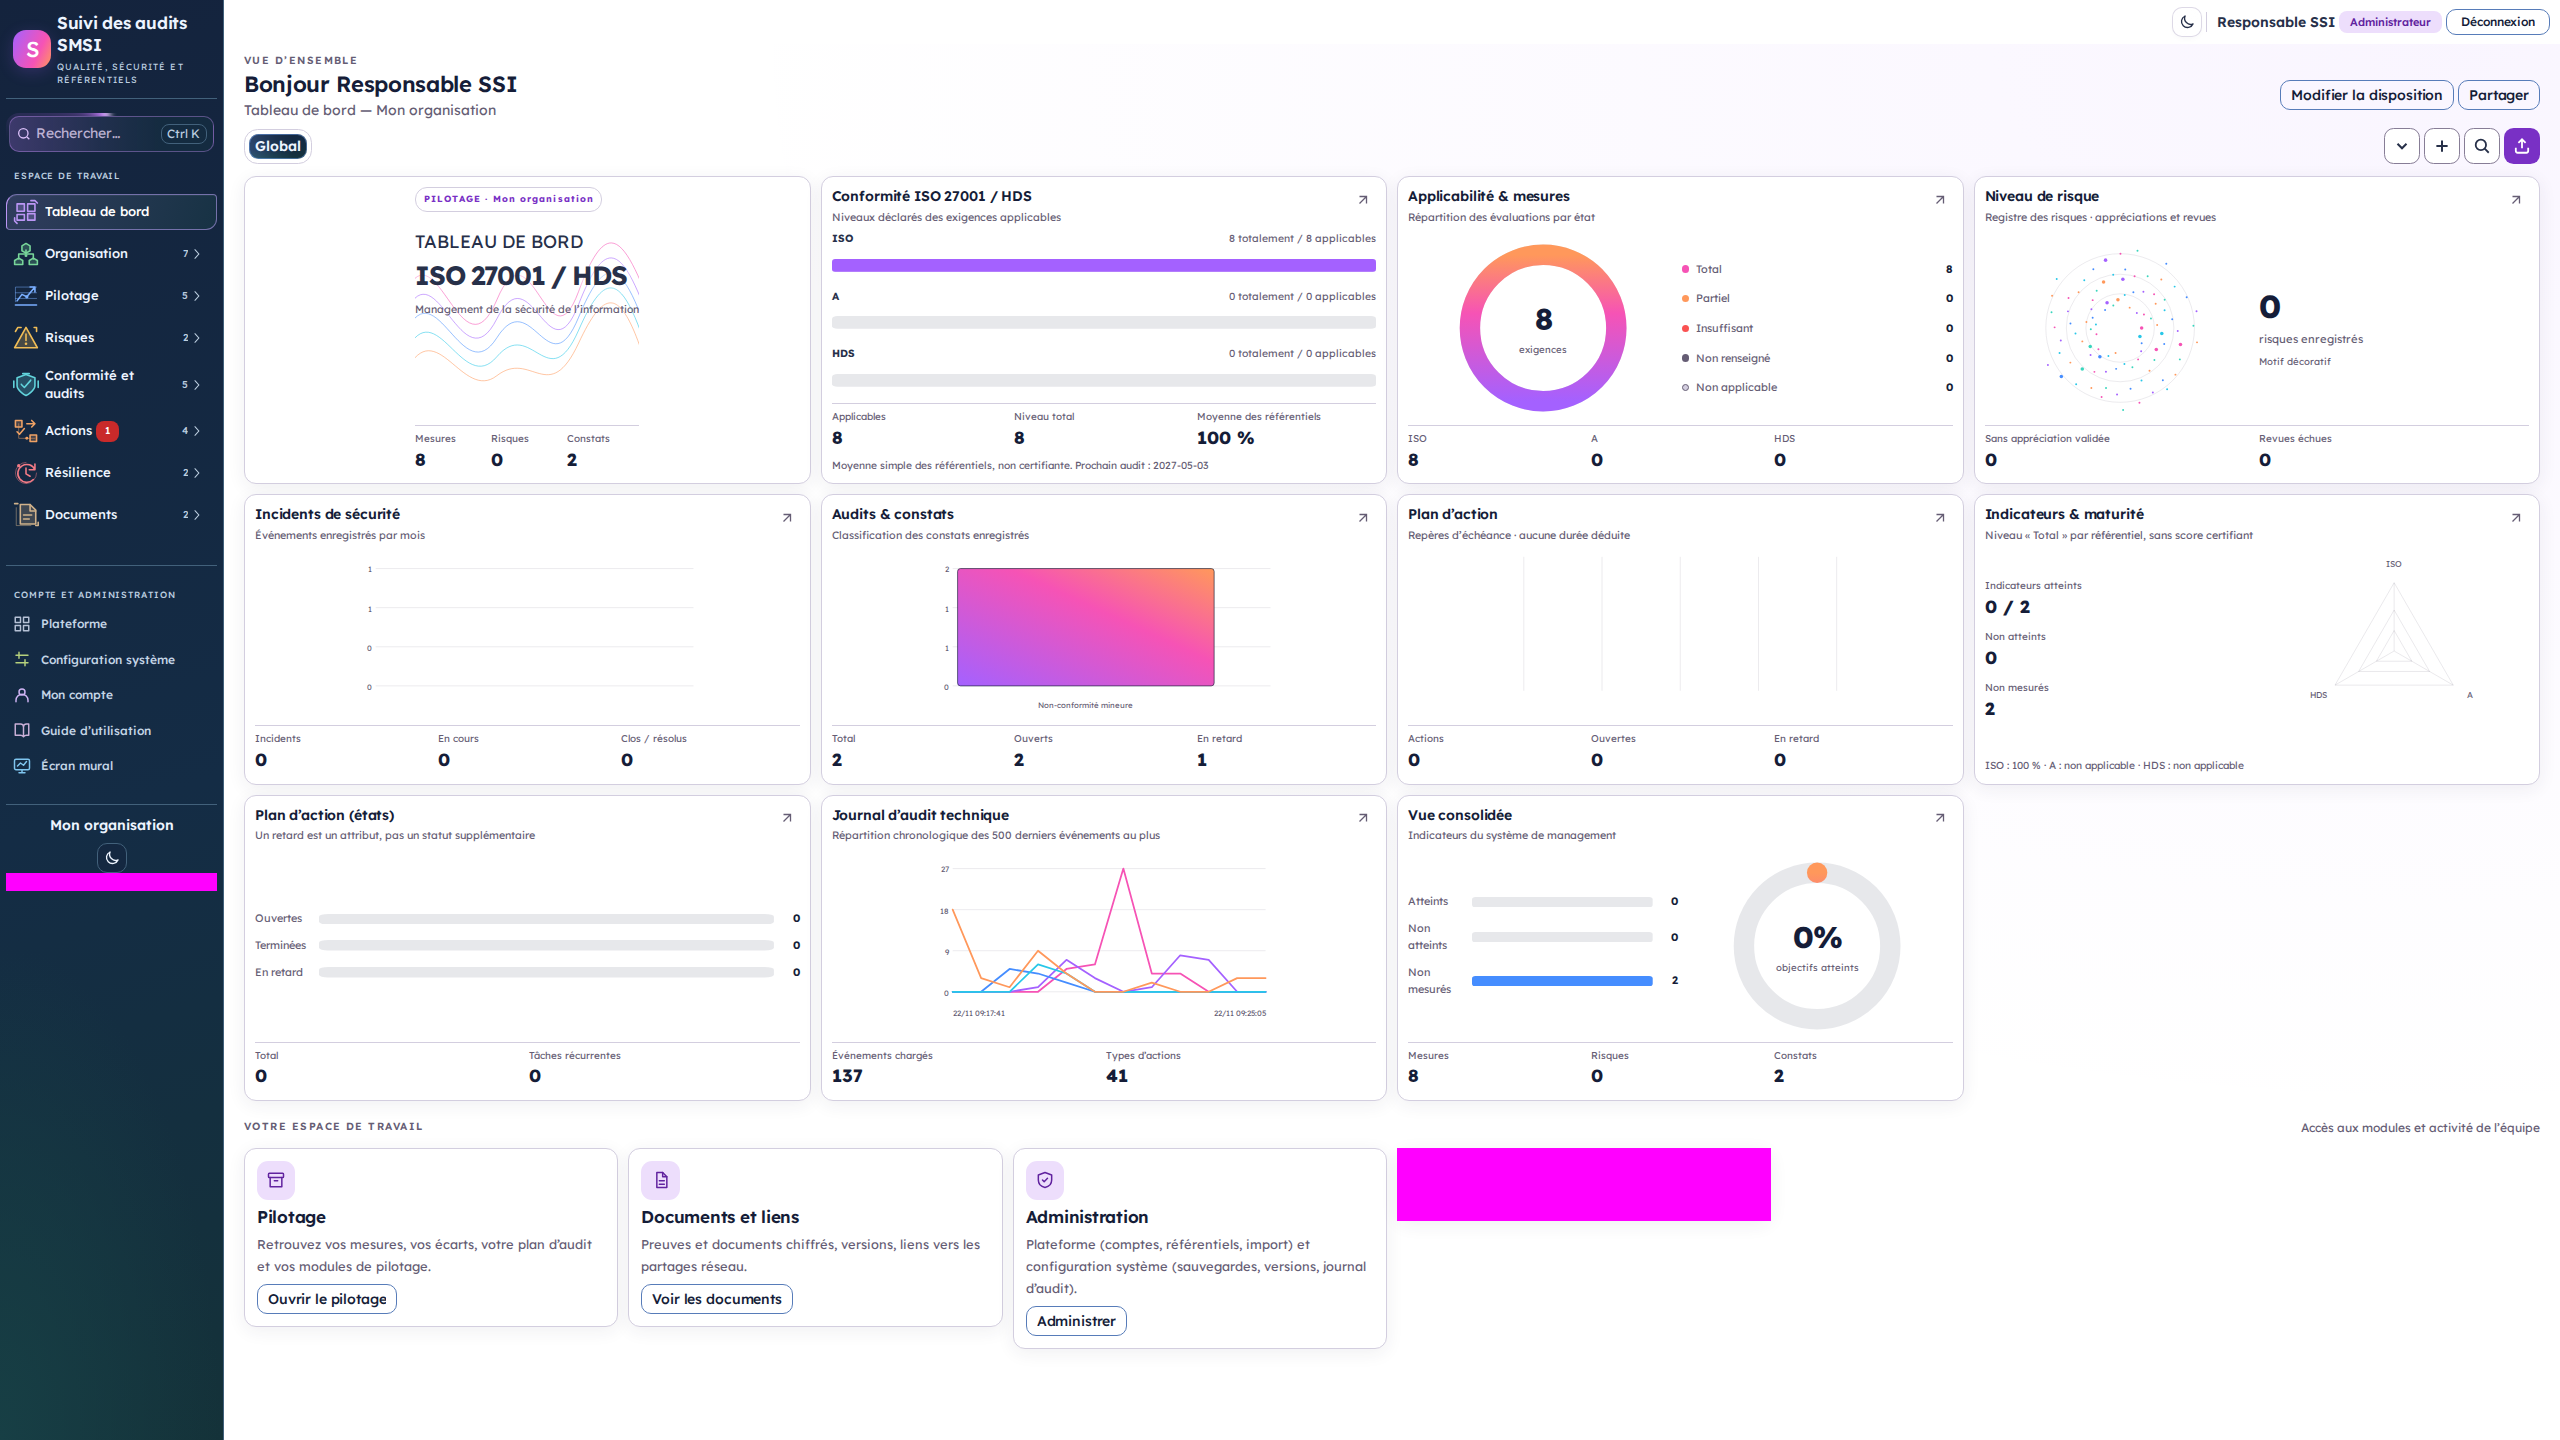 Suivi des audits
SMSI
QUALITÉ, SÉCURITÉ ET
RÉFÉRENTIELS
S
Rechercher...
Ctrl K
ESPACE DE TRAVAIL
Tableau de bord
Organisation
7
Pilotage
5
Risques
2
Conformité et
audits
5
Actions
1
4
Résilience
2
Documents
2
COMPTE ET ADMINISTRATION
Plateforme
Configuration système
Mon compte
Guide d'utilisation
Écran mural
Mon organisation
Responsable SSI
Administrateur
Déconnexion
VUE D'ENSEMBLE
Bonjour Responsable SSI
Tableau de bord — Mon organisation
Modifier la disposition
Partager
Global
PILOTAGE · Mon organisation
TABLEAU DE BORD
ISO 27001 / HDS
Management de la sécurité de l'information
Mesures
Risques
Constats
8
0
2
Conformité ISO 27001 / HDS
Niveaux déclarés des exigences applicables
ISO
8 totalement / 8 applicables
A
0 totalement / 0 applicables
HDS
0 totalement / 0 applicables
Applicables
Niveau total
Moyenne des référentiels
8
8
100 %
Moyenne simple des référentiels, non certifiante. Prochain audit : 2027-05-03
Applicabilité & mesures
Répartition des évaluations par état
8
exigences
Total
8
Partiel
0
Insuffisant
0
Non renseigné
0
Non applicable
0
ISO
A
HDS
8
0
0
Niveau de risque
Registre des risques · appréciations et revues
0
risques enregistrés
Motif décoratif
Sans appréciation validée
Revues échues
0
0
Incidents de sécurité
Événements enregistrés par mois
1
1
0
0
Incidents
En cours
Clos / résolus
0
0
0
Audits & constats
Classification des constats enregistrés
2
1
1
0
Non-conformité mineure
Total
Ouverts
En retard
2
2
1
Plan d'action
Repères d'échéance · aucune durée déduite
Actions
Ouvertes
En retard
0
0
0
Indicateurs & maturité
Niveau « Total » par référentiel, sans score certifiant
Indicateurs atteints
0 / 2
Non atteints
0
Non mesurés
2
ISO
HDS
A
ISO : 100 % · A : non applicable · HDS : non applicable
Plan d'action (états)
Un retard est un attribut, pas un statut supplémentaire
Ouvertes
0
Terminées
0
En retard
0
Total
Tâches récurrentes
0
0
Journal d'audit technique
Répartition chronologique des 500 derniers événements au plus
27
18
9
0
22/11 09:17:41
22/11 09:25:05
Événements chargés
Types d'actions
137
41
Vue consolidée
Indicateurs du système de management
Atteints
0
Non
atteints
0
Non
mesurés
2
0%
objectifs atteints
Mesures
Risques
Constats
8
0
2
VOTRE ESPACE DE TRAVAIL
Accès aux modules et activité de l'équipe
Pilotage
Retrouvez vos mesures, vos écarts, votre plan d'audit
et vos modules de pilotage.
Ouvrir le pilotage
Documents et liens
Preuves et documents chiffrés, versions, liens vers les
partages réseau.
Voir les documents
Administration
Plateforme (comptes, référentiels, import) et
configuration système (sauvegardes, versions, journal
d'audit).
Administrer